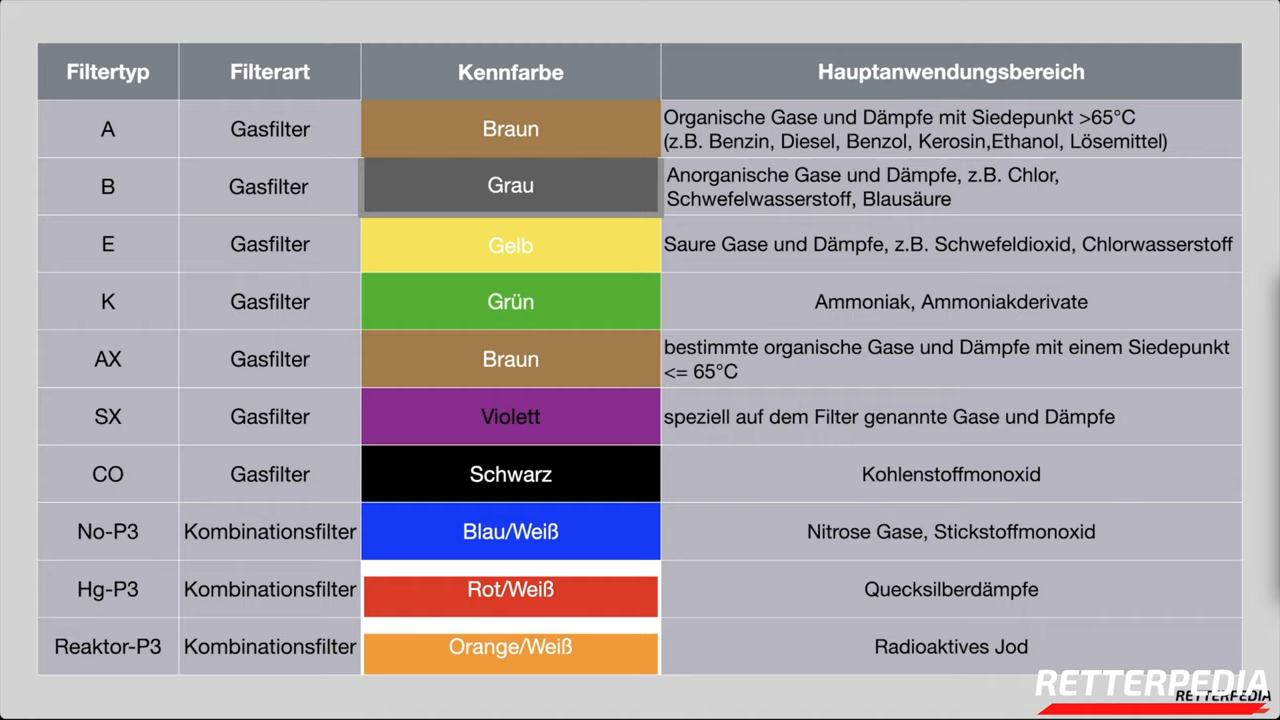 Filtertyp Filterart Kennfarbe Hauptanwendungsbereich
A Gasfilter Braun Organische Gase und Dämpfe mit Siedepunkt >65°C
(z.B. Benzin, Diesel, Benzol, Kerosin,Ethanol, Lösemittel)
B Gasfilter Grau Anorganische Gase und Dämpfe, z.B. Chlor,
Schwefelwasserstoff, Blausäure
E Gasfilter Gelb Saure Gase und Dämpfe, z.B. Schwefeldioxid, Chlorwasserstoff
K Gasfilter Grün Ammoniak, Ammoniakderivate
AX Gasfilter Braun bestimmte organische Gase und Dämpfe mit einem Siedepunkt
<= 65°C
SX Gasfilter Violett speziell auf dem Filter genannte Gase und Dämpfe
CO Gasfilter Schwarz Kohlenstoffmonoxid
No-P3 Kombinationsfilter Blau/Weiß Nitrose Gase, Stickstoffmonoxid
Hg-P3 Kombinationsfilter Rot/Weiß Quecksilberdämpfe
Reaktor-P3 Kombinationsfilter Orange/Weiß Radioaktives Jod
RETTERPEDIA
RETTERPEDIA